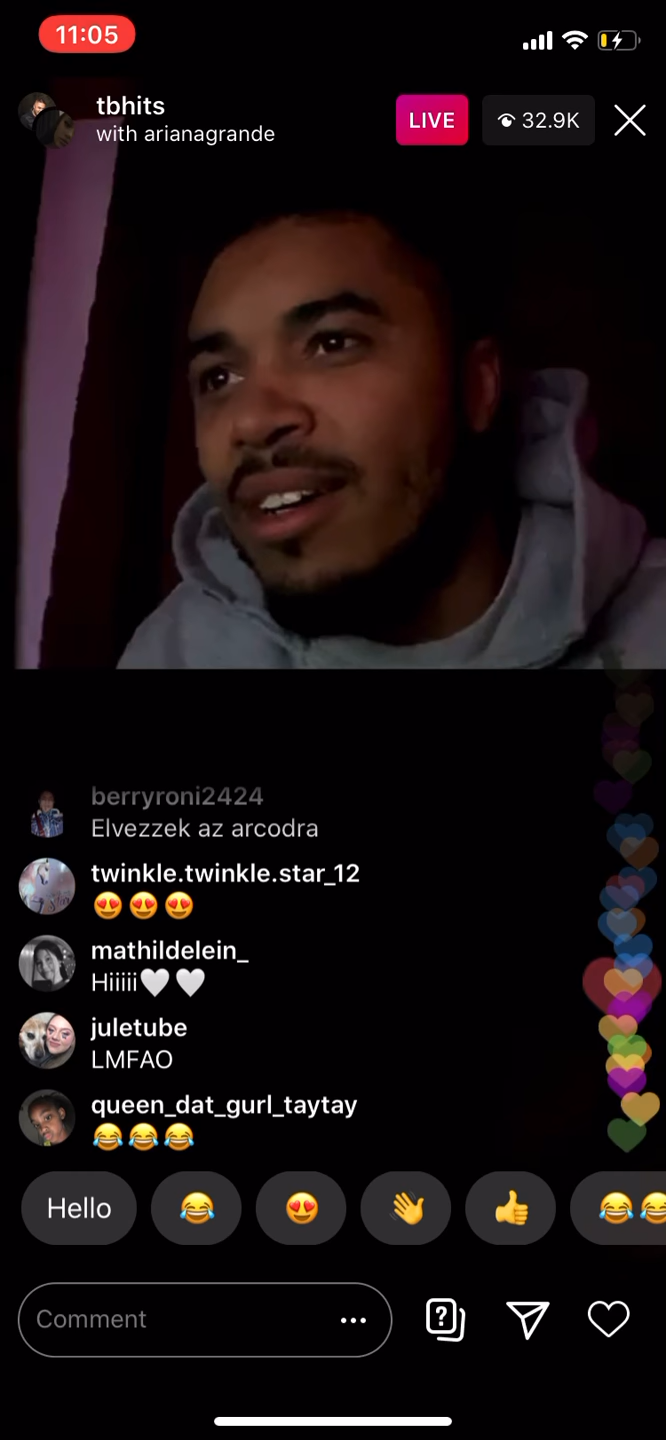 11:05
tbhits
with arianagrande
LIVE
32.9K
berryroni2424
Elvezzek az arcodra
twinkle.twinkle.star_12
😍😍😍
mathildelein_
Hiiiii🤍🤍
juletube
LMFAO
queen_dat_gurl_taytay
😂😂😂
Hello 😂 😍 👋 👍 😂😂
Comment